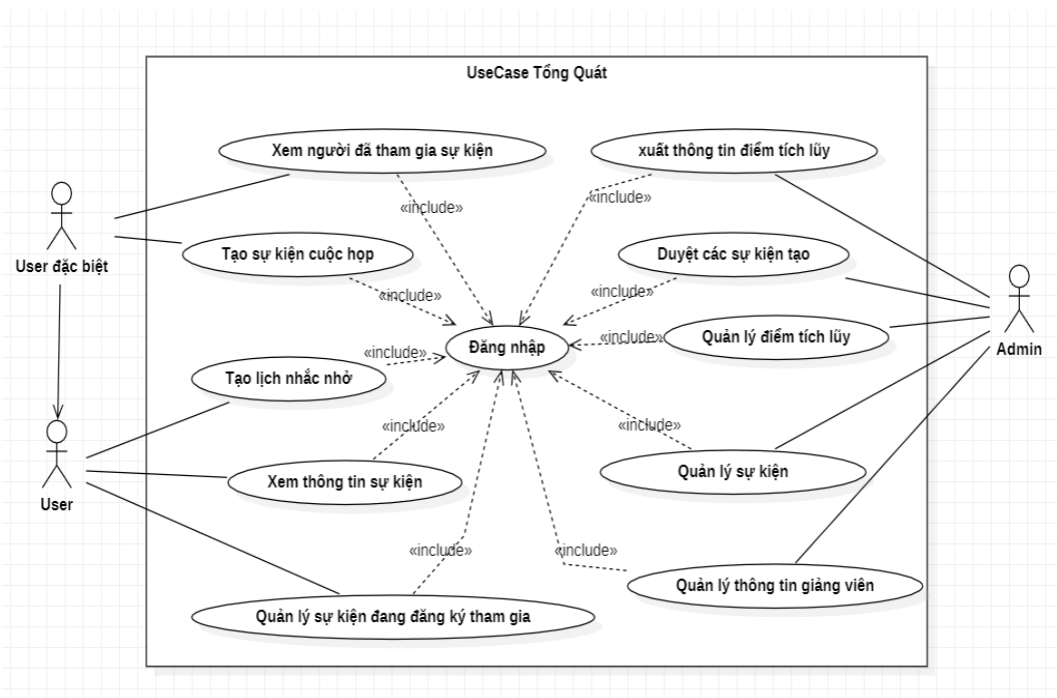 UseCase Tổng Quát
Xem người đã tham gia sự kiện
xuất thông tin điểm tích lũy
«include»
«include»
User đặc biệt
Tạo sự kiện cuộc họp
Duyệt các sự kiện tạo
«include»
«include»
Đăng nhập
«include»
Quản lý điểm tích lũy
Admin
«include»
Tạo lịch nhắc nhở
«include»
«include»
User
Xem thông tin sự kiện
Quản lý sự kiện
«include»
«include»
Quản lý thông tin giảng viên
Quản lý sự kiện đang đăng ký tham gia